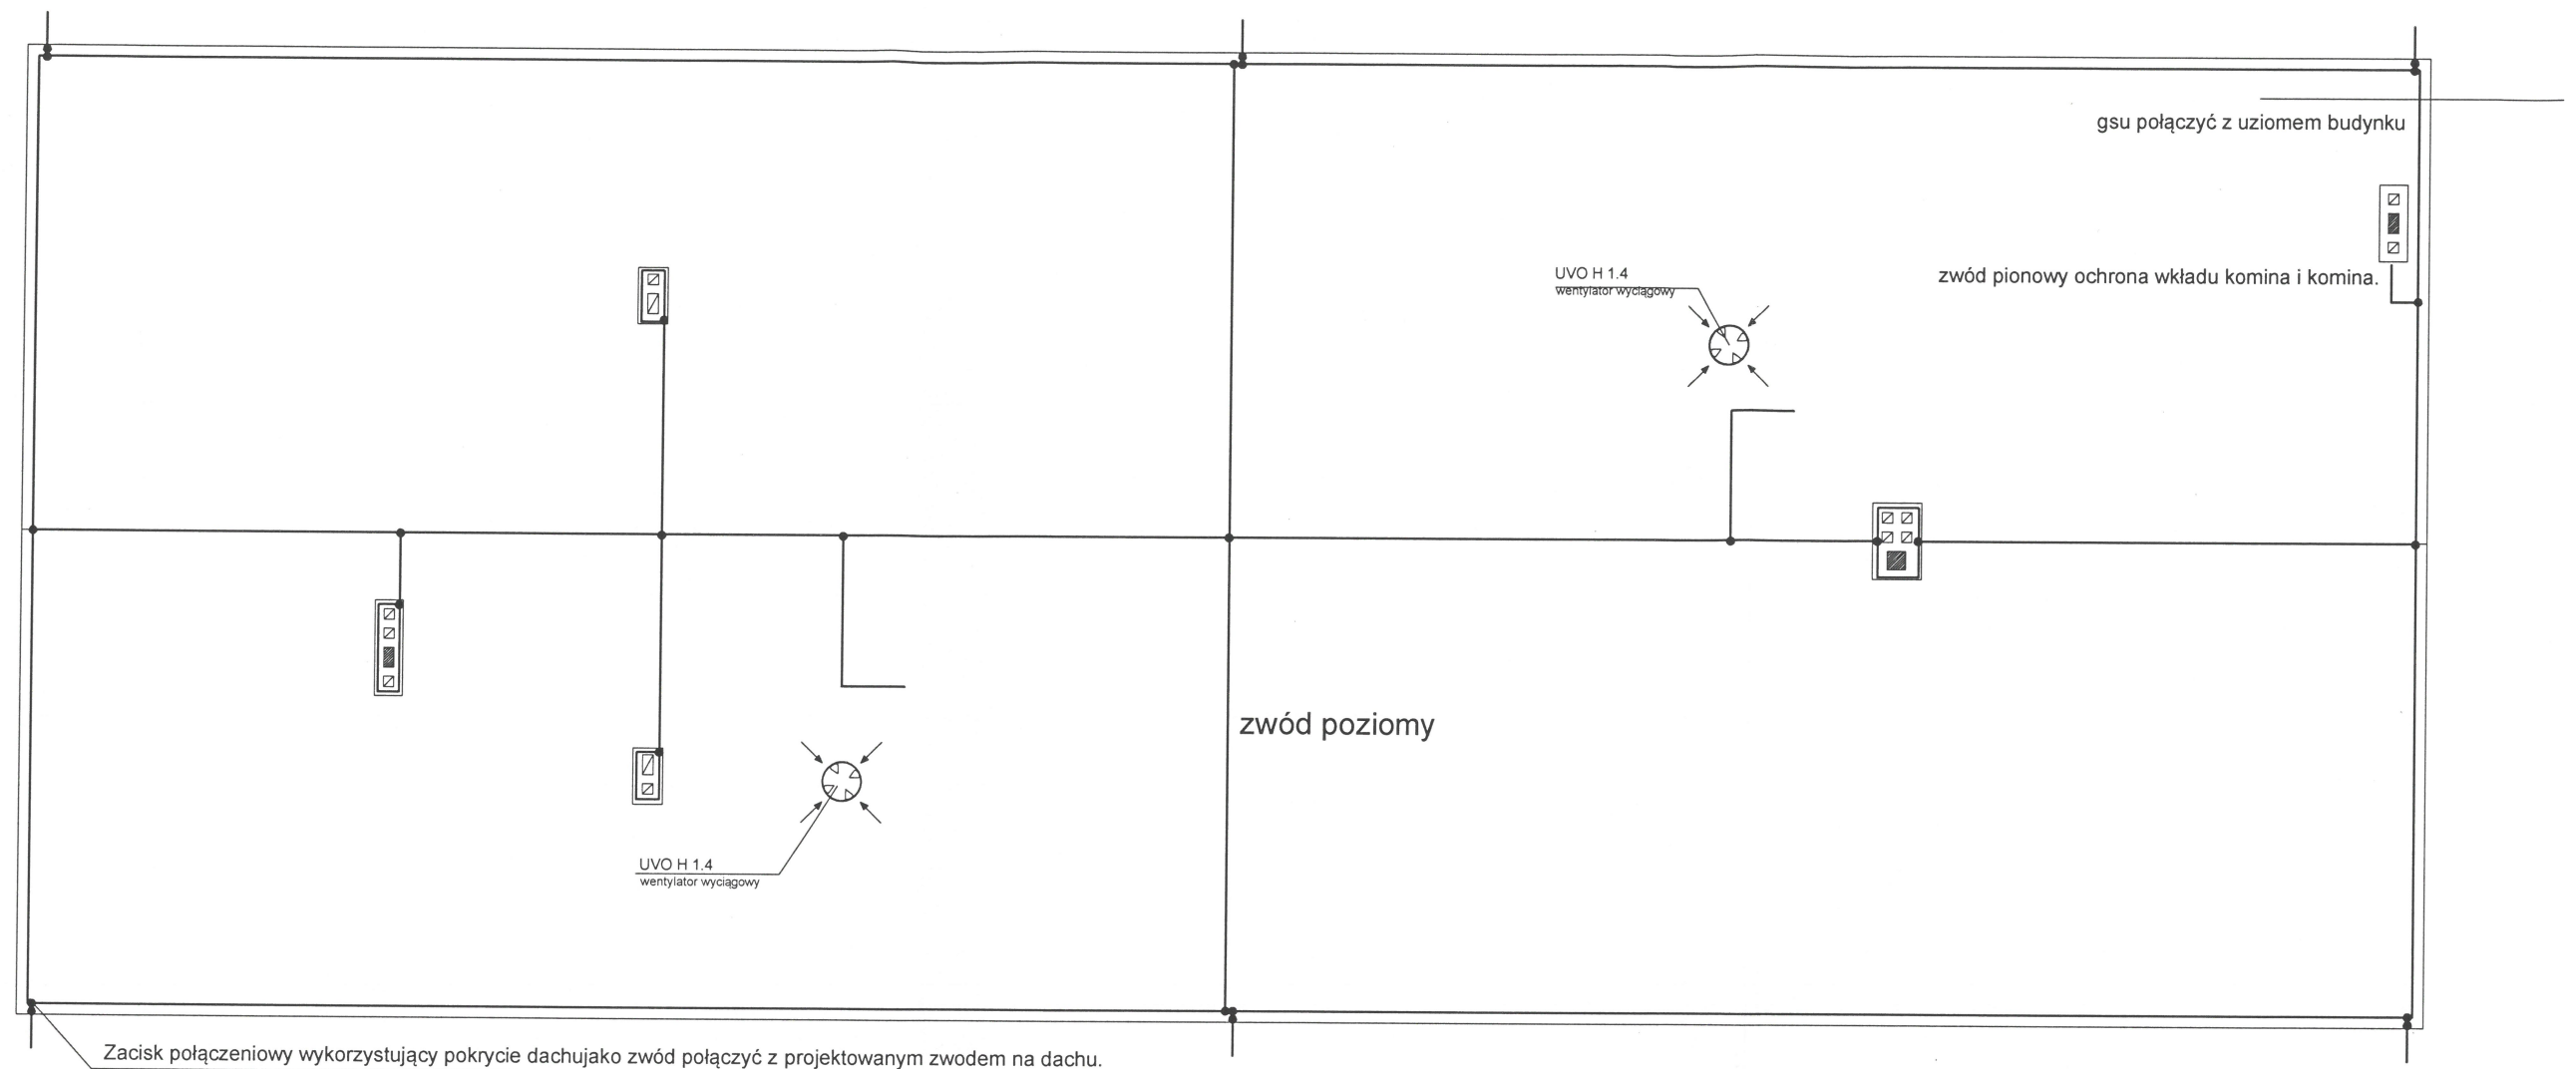 gsu połączyć z uziomem budynku
UVO H 1.4
wentylator wyciągowy
zwód pionowy ochrona wkładu komina i komina.
zwód poziomy
UVO H 1.4
wentylator wyciągowy
Zacisk połączeniowy wykorzystujący pokrycie dachujako zwód połączyć z projektowanym zwodem na dachu.